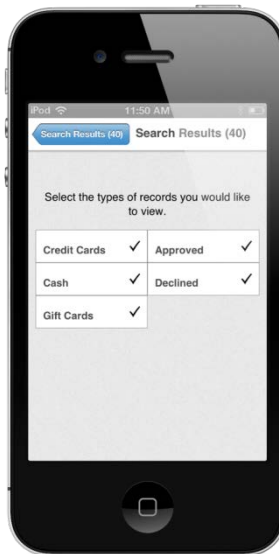 iPod 11:50 AM
Search Results (40) Search Results (40)
Select the types of records you would like
to view.
Credit Cards ✓ Approved ✓
Cash ✓ Declined ✓
Gift Cards ✓